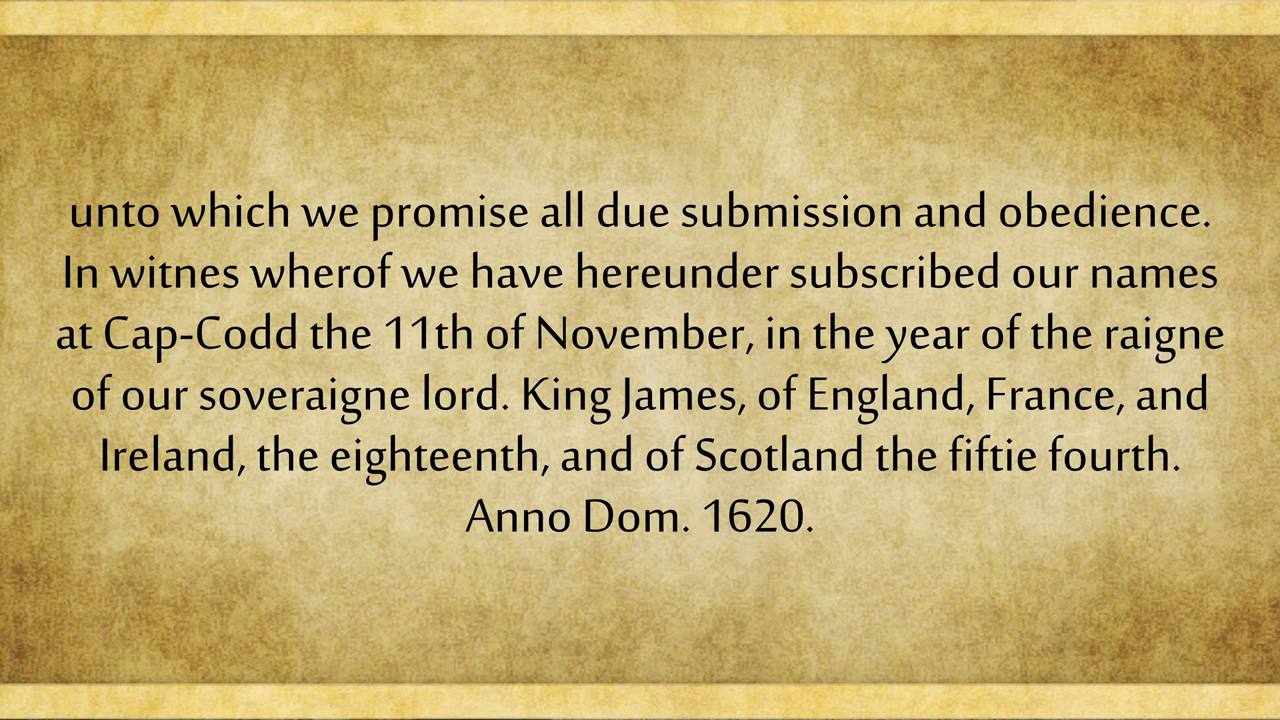 unto which we promise all due submission and obedience.
In witnes wherof we have hereunder subscribed our names
at Cap-Codd the 11th of November, in the year of the raigne
of our soveraigne lord. King James, of England, France, and
Ireland, the eighteenth, and of Scotland the fiftie fourth.
Anno Dom. 1620.